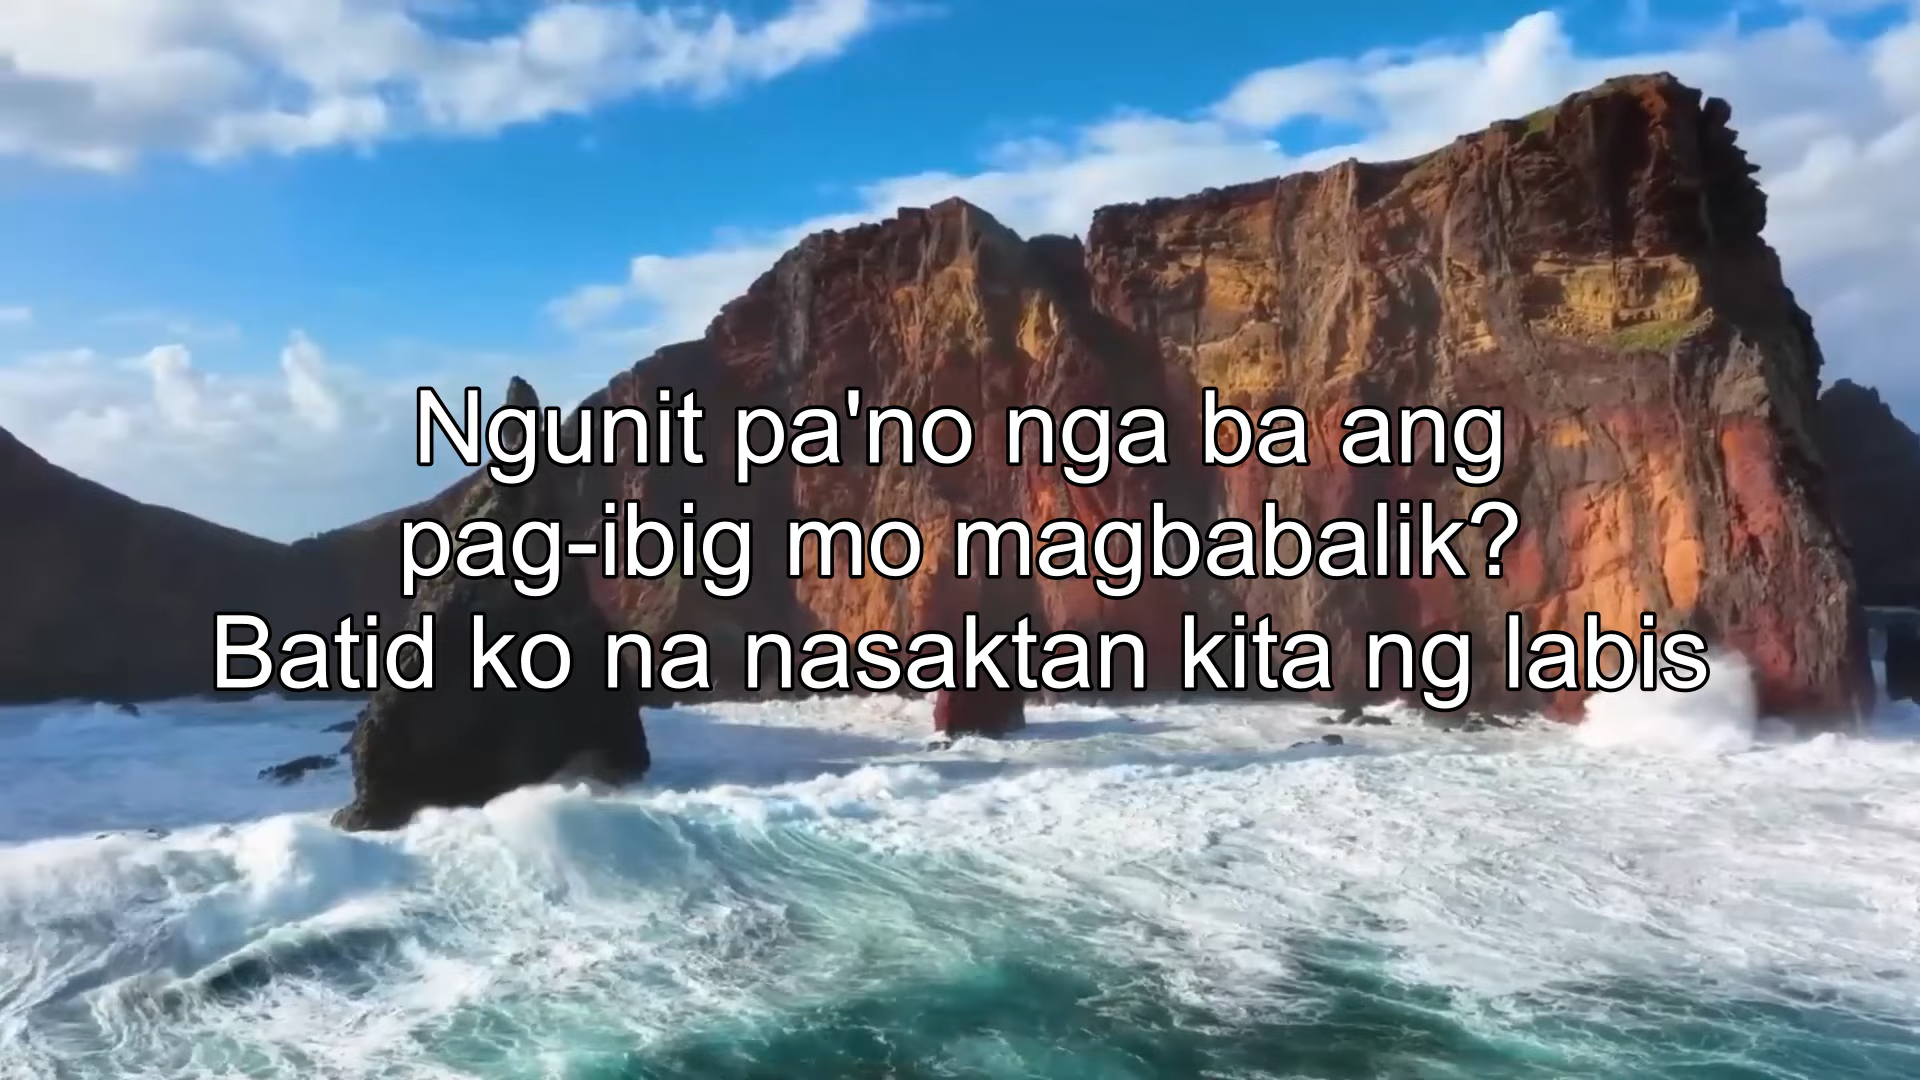 Ngunit pa'no nga ba ang
pag-ibig mo magbabalik?
Batid ko na nasaktan kita ng labis